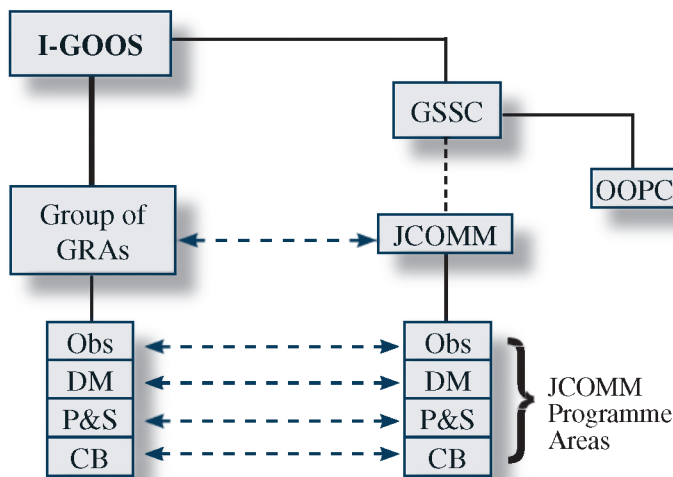 I-GOOS
GSSC
OOPC
Group of
GRAs
JCOMM
Obs
DM
P&S
CB
Obs
DM
P&S
CB
JCOMM
Programme
Areas